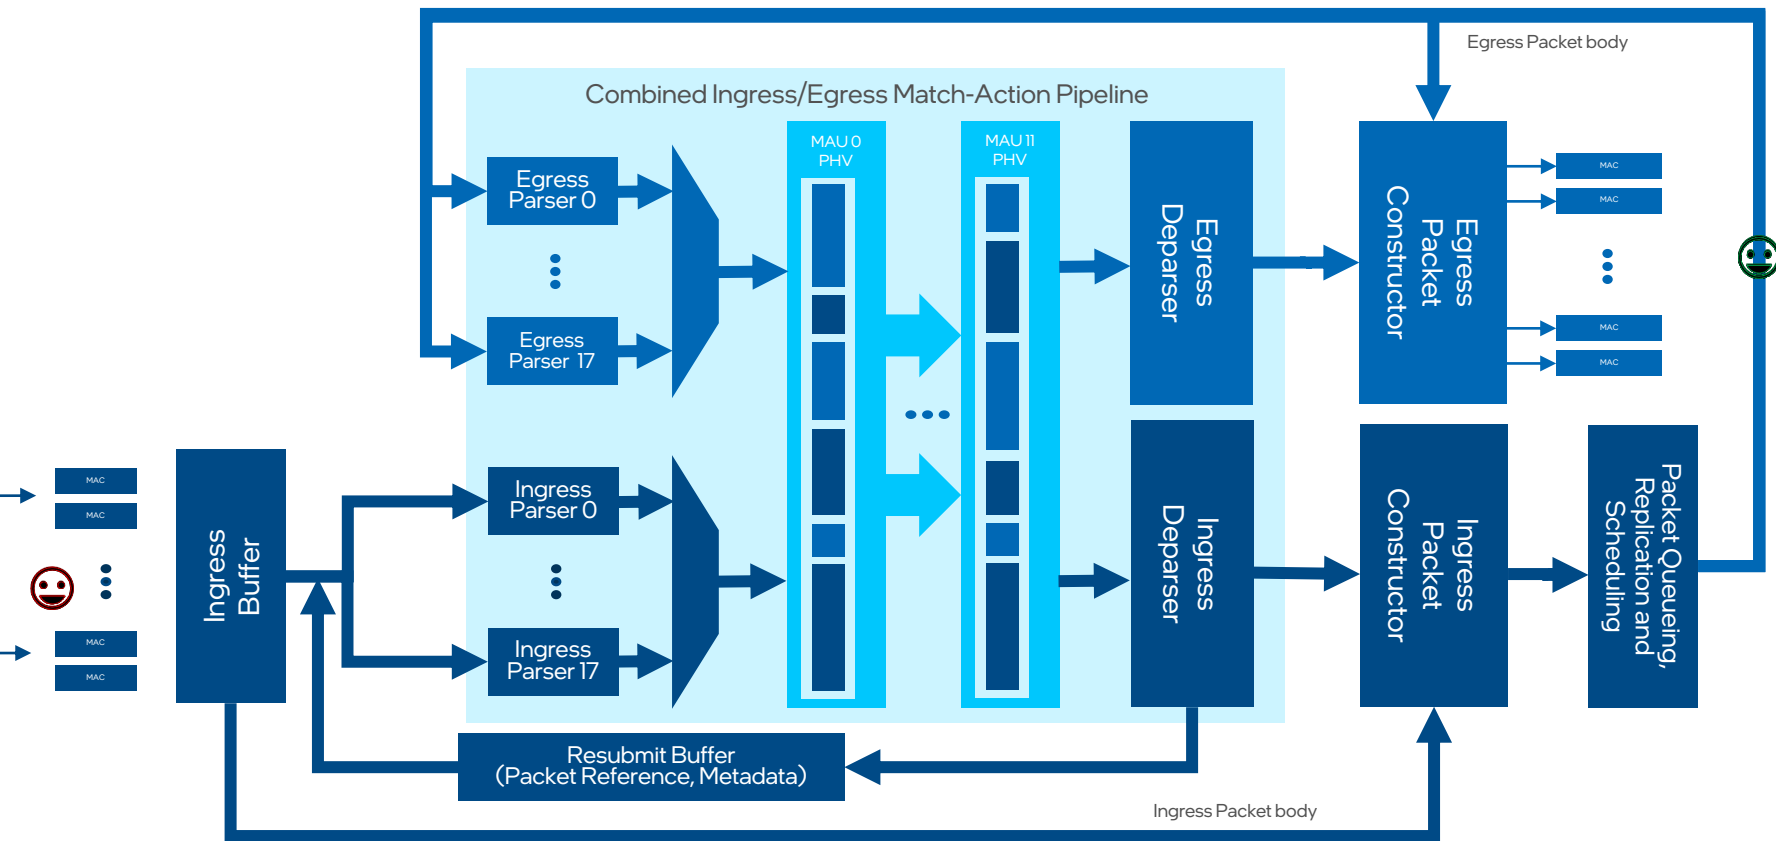 Egress Packet body
Combined Ingress/Egress Match-Action Pipeline
Egress
Parser 0
Egress
Parser 17
Ingress
Parser 0
Ingress
Parser 17
MAU 0
PHV
MAU 11
PHV
Egress
Deparser
Ingress
Deparser
Egress
Packet
Constructor
MAC
MAC
MAC
MAC
MAC
MAC
MAC
MAC
Ingress
Buffer
Ingress
Packet
Constructor
Packet Queueing,
Replication and
Scheduling
Resubmit Buffer
(Packet Reference, Metadata)
Ingress Packet body